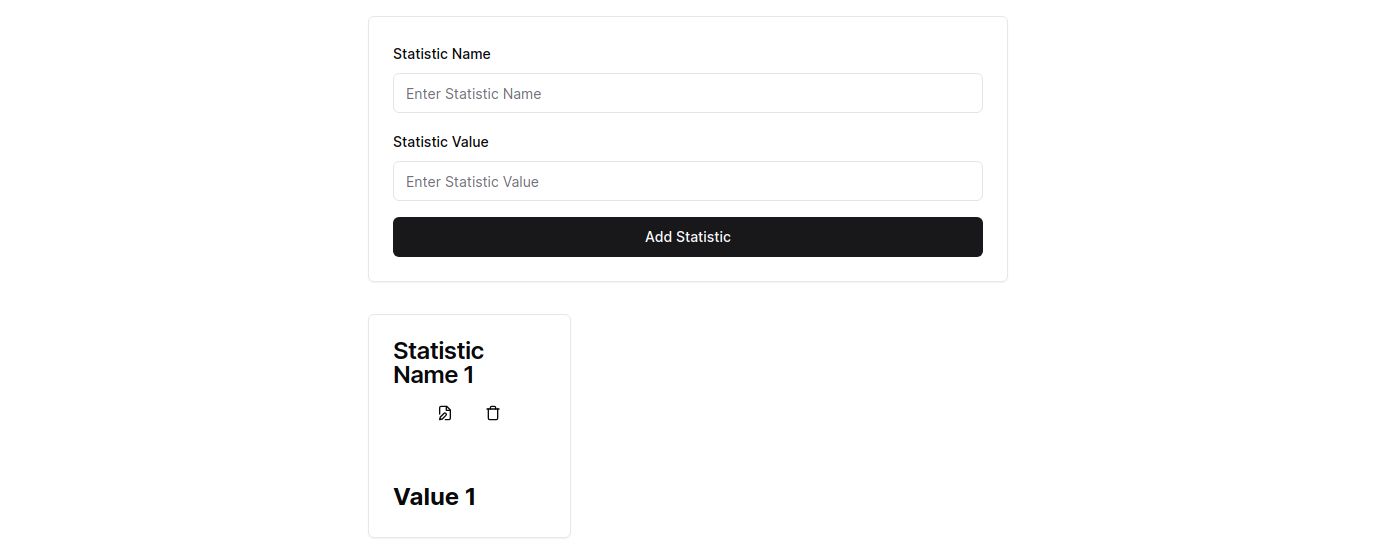 Statistic Name
Enter Statistic Name
Statistic Value
Enter Statistic Value
Add Statistic
Statistic
Name 1
Value 1